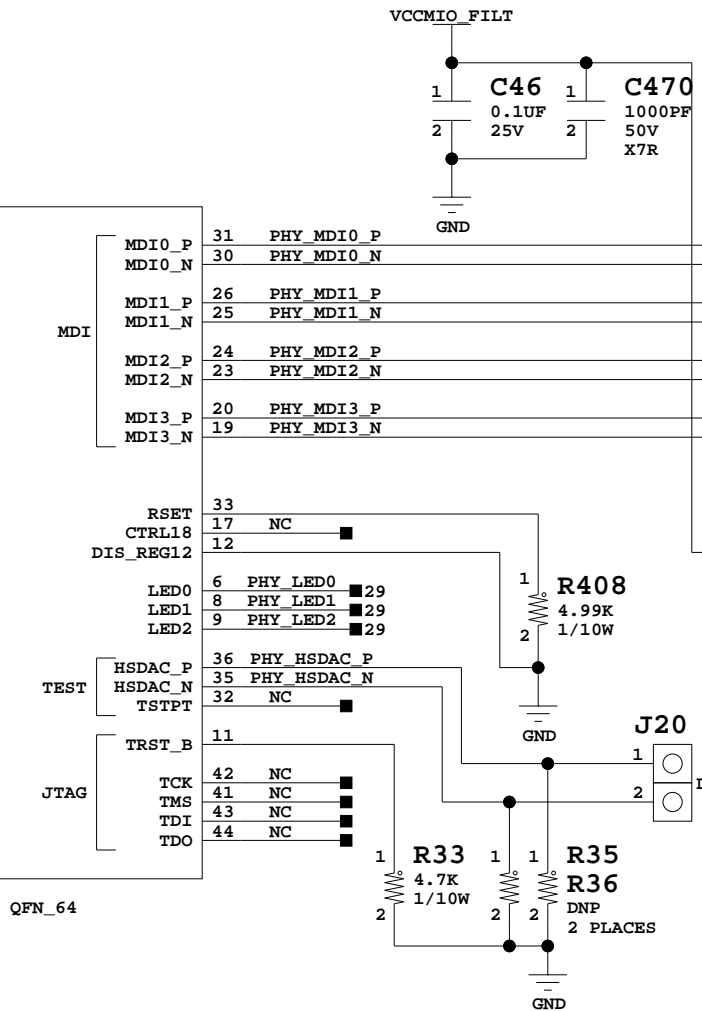 VCCMIO_FILT
C46
0.1UF
25V
1
2
C470
1000PF
50V
X7R
1
2
GND
MDI
MDI0_P 31 PHY_MDI0_P
MDI0_N 30 PHY_MDI0_N
MDI1_P 26 PHY_MDI1_P
MDI1_N 25 PHY_MDI1_N
MDI2_P 24 PHY_MDI2_P
MDI2_N 23 PHY_MDI2_N
MDI3_P 20 PHY_MDI3_P
MDI3_N 19 PHY_MDI3_N
RSET 33
CTRL18 17 NC
DIS_REG12 12
LED0 6 PHY_LED0 29
LED1 8 PHY_LED1 29
LED2 9 PHY_LED2 29
1
2
R408
4.99K
1/10W
GND
TEST
HSDAC_P 36 PHY_HSDAC_P
HSDAC_N 35 PHY_HSDAC_N
TSTPT 32 NC
JTAG
TRST_B 11
TCK 42 NC
TMS 41 NC
TDI 43 NC
TDO 44 NC
J20
1
2
D
QFN_64
1
2
R33
4.7K
1/10W
1 1
2 2
R35
R36
DNP
2 PLACES
GND